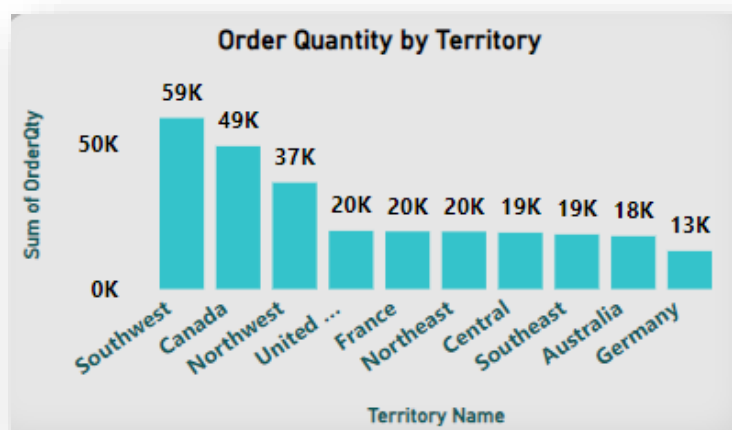 Order Quantity by Territory
Sum of OrderQty
50K
0K
59K
49K
37K
20K
20K
20K
19K
19K
18K
13K
Southwest
Canada
Northwest
United ...
France
Northeast
Central
Southeast
Australia
Germany
Territory Name